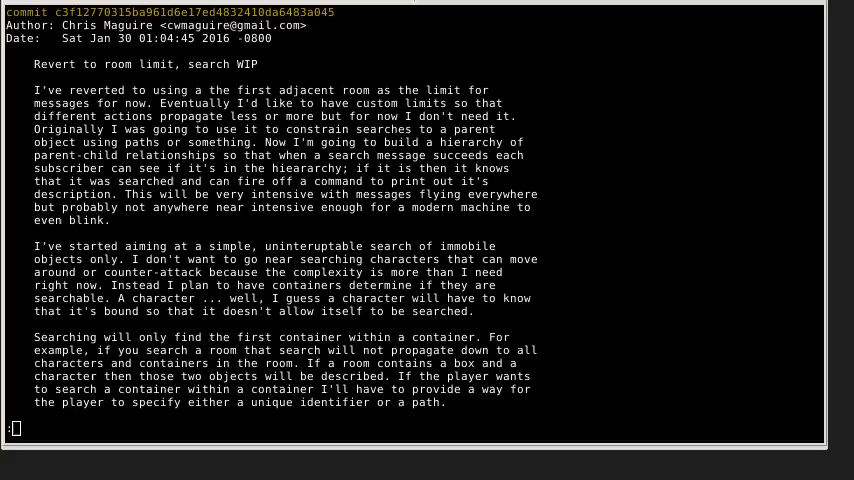 commit c3f12770315ba961d6e17ed4832410da6483a045
Author: Chris Maguire <cwmaguire@gmail.com>
Date:   Sat Jan 30 01:04:45 2016 -0800
Revert to room limit, search WIP
I've reverted to using a the first adjacent room as the limit for
messages for now. Eventually I'd like to have custom limits so that
different actions propagate less or more but for now I don't need it.
Originally I was going to use it to constrain searches to a parent
object using paths or something. Now I'm going to build a hierarchy of
parent-child relationships so that when a search message succeeds each
subscriber can see if it's in the hieararchy; if it is then it knows
that it was searched and can fire off a command to print out it's
description. This will be very intensive with messages flying everywhere
but probably not anywhere near intensive enough for a modern machine to
even blink.
I've started aiming at a simple, uninteruptable search of immobile
objects only. I don't want to go near searching characters that can move
around or counter-attack because the complexity is more than I need
right now. Instead I plan to have containers determine if they are
searchable. A character ... well, I guess a character will have to know
that it's bound so that it doesn't allow itself to be searched.
Searching will only find the first container within a container. For
example, if you search a room that search will not propagate down to all
characters and containers in the room. If a room contains a box and a
character then those two objects will be described. If the player wants
to search a container within a container I'll have to provide a way for
the player to specify either a unique identifier or a path.
: